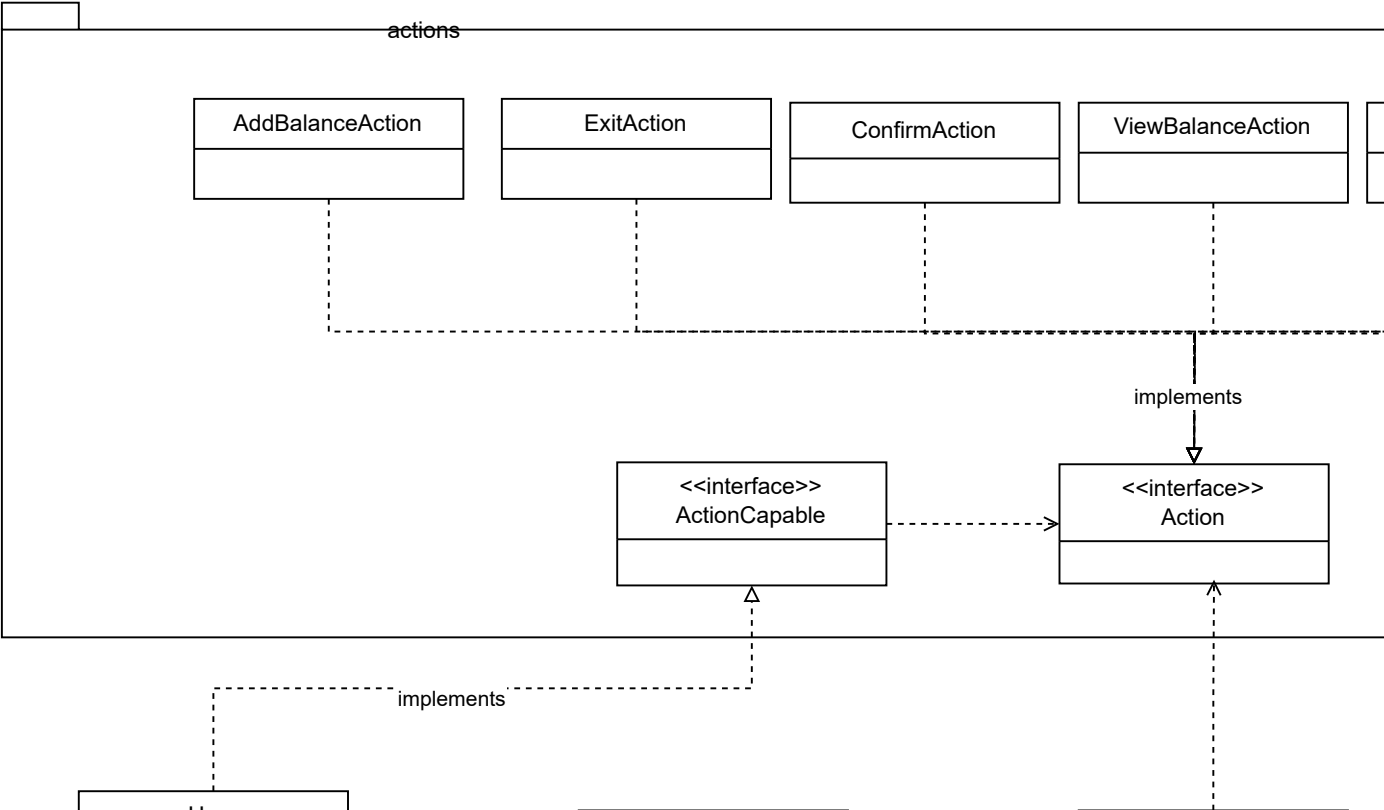 actions
AddBalanceAction
ExitAction
ConfirmAction
ViewBalanceAction
implements
<<interface>>
ActionCapable
<<interface>>
Action
implements